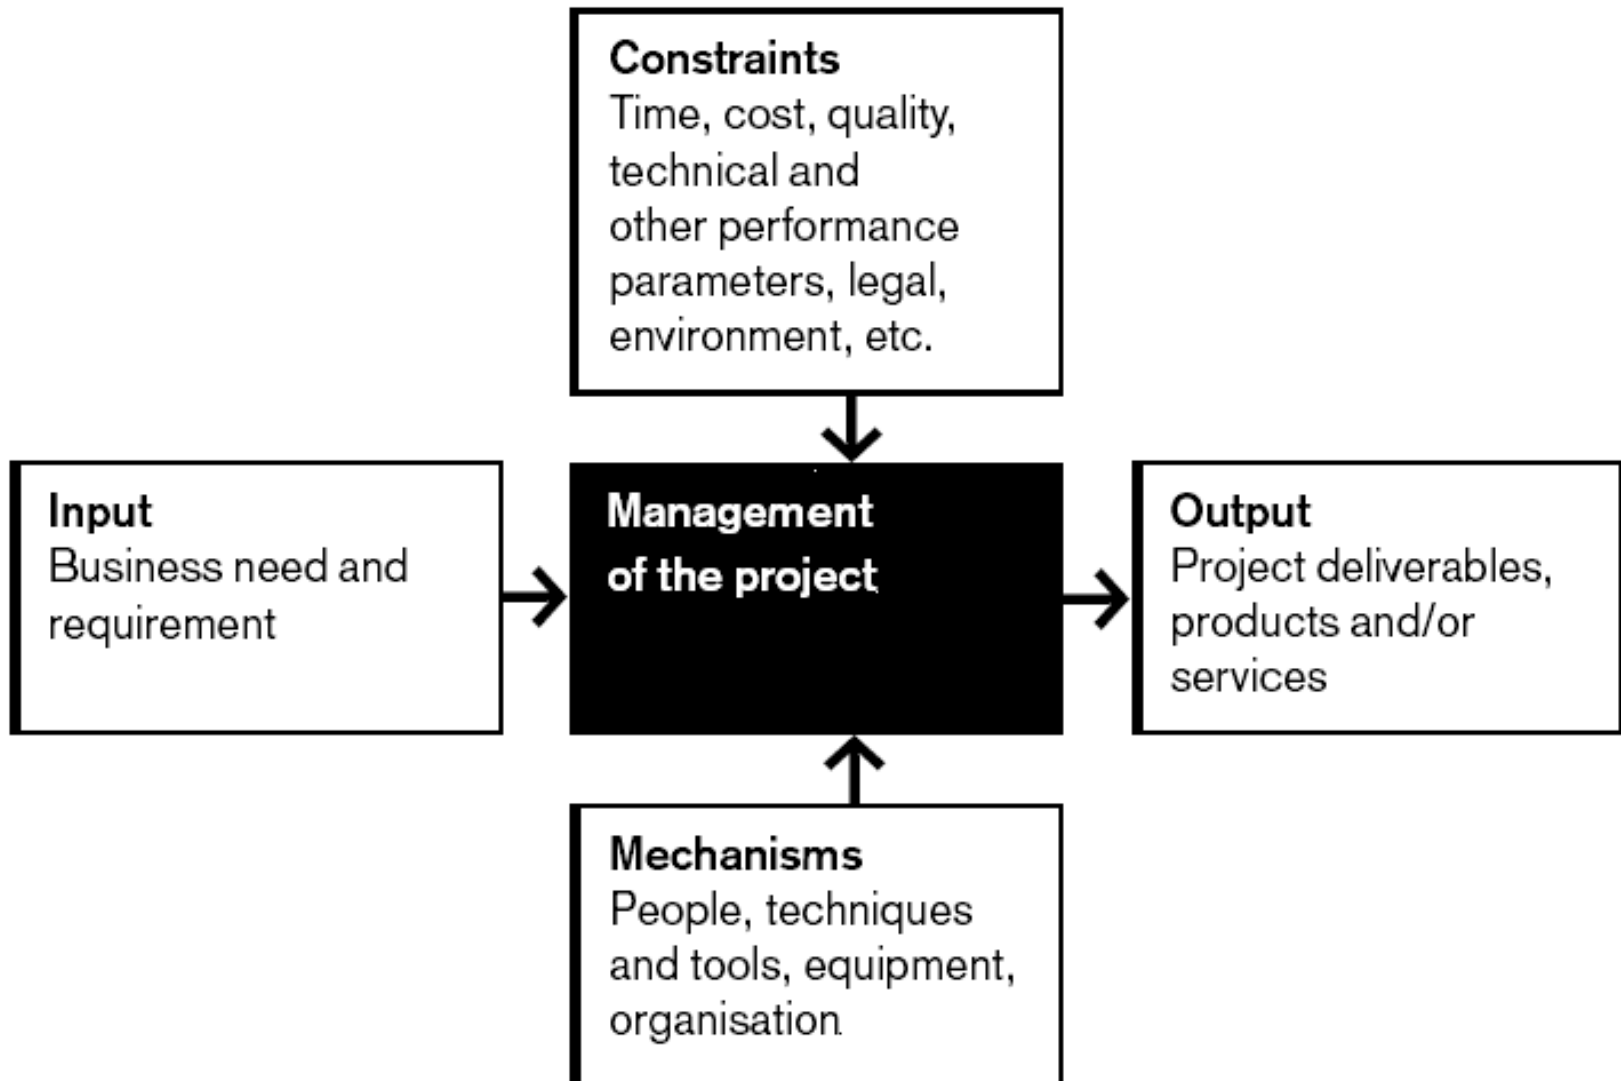 Constraints
Time, cost, quality,
technical and
other performance
parameters, legal,
environment, etc.
Input
Business need and
requirement
Management
of the project
Output
Project deliverables,
products and/or
services
Mechanisms
People, techniques
and tools, equipment,
organisation